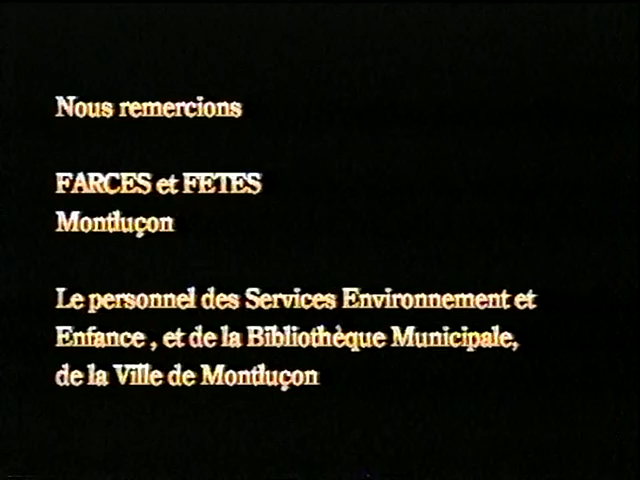 Nous remercions
FARCES et FETES
Montluçon
Le personnel des Services Environnement et
Enfance , et de la Bibliothèque Municipale,
de la Ville de Montluçon